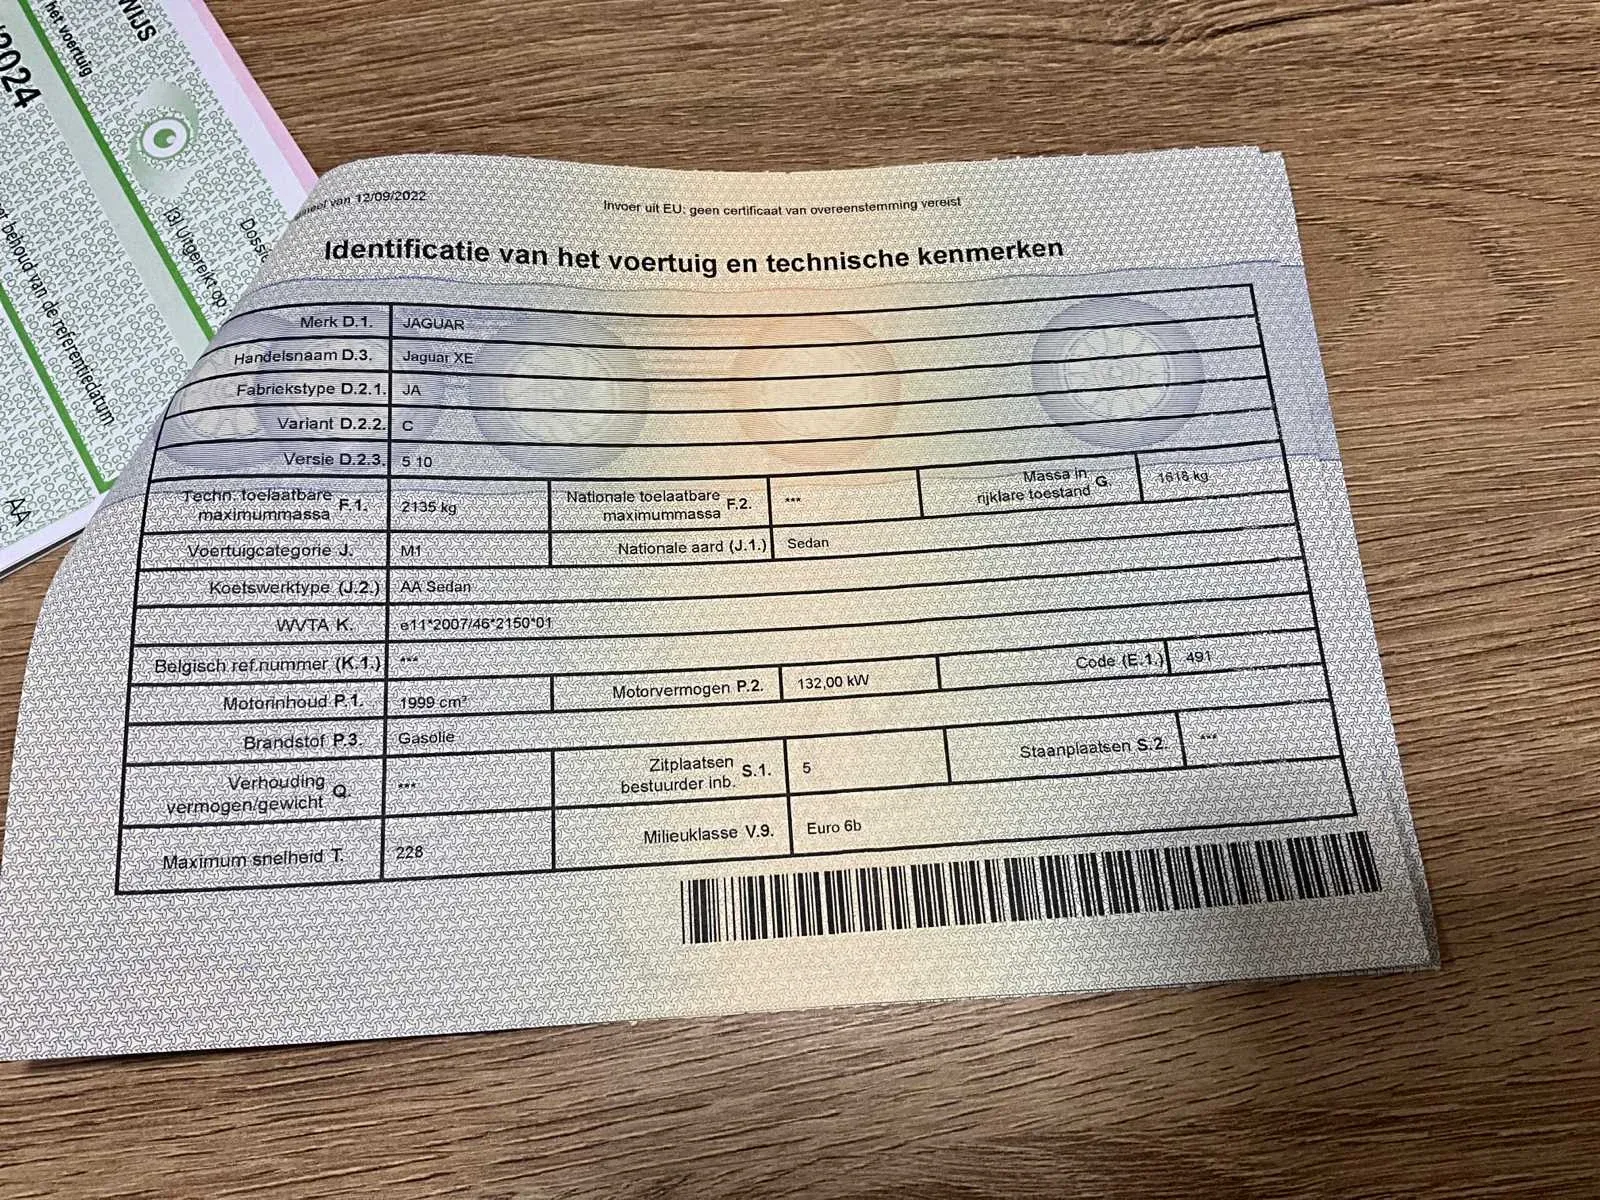 WIJS
het voertuig
2024
Dossie
[3] Uitgereikt op
et behoud van de referentiedatum
AA
van 12/09/2022
Invoer uit EU: geen certificaat van overeenstemming vereist
Identificatie van het voertuig en technische kenmerken
Merk D.1. JAGUAR
Handelsnaam D.3. Jaguar XE
Fabriekstype D.2.1. JA
Variant D.2.2. C
Versie D.2.3. 5 10
Techn. toelaatbare maximummassa F.1. 2135 kg Nationale toelaatbare maximummassa F.2. *** Massa in rijklare toestand G. 1618 kg
Voertuigcategorie J. M1 Nationale aard (J.1.) Sedan
Koetswerktype (J.2.) AA Sedan
WVTA K. e11*2007/46*2150*01
Belgisch ref.nummer (K.1.) ***
Motorinhoud P.1. 1999 cm³ Motorvermogen P.2. 132,00 kW Code (E.1.) 491
Brandstof P.3. Gasolie
Verhouding vermogen/gewicht Q. *** Zitplaatsen bestuurder inb. S.1. 5 Staanplaatsen S.2. ***
Maximum snelheid T. 228 Milieuklasse V.9. Euro 6b